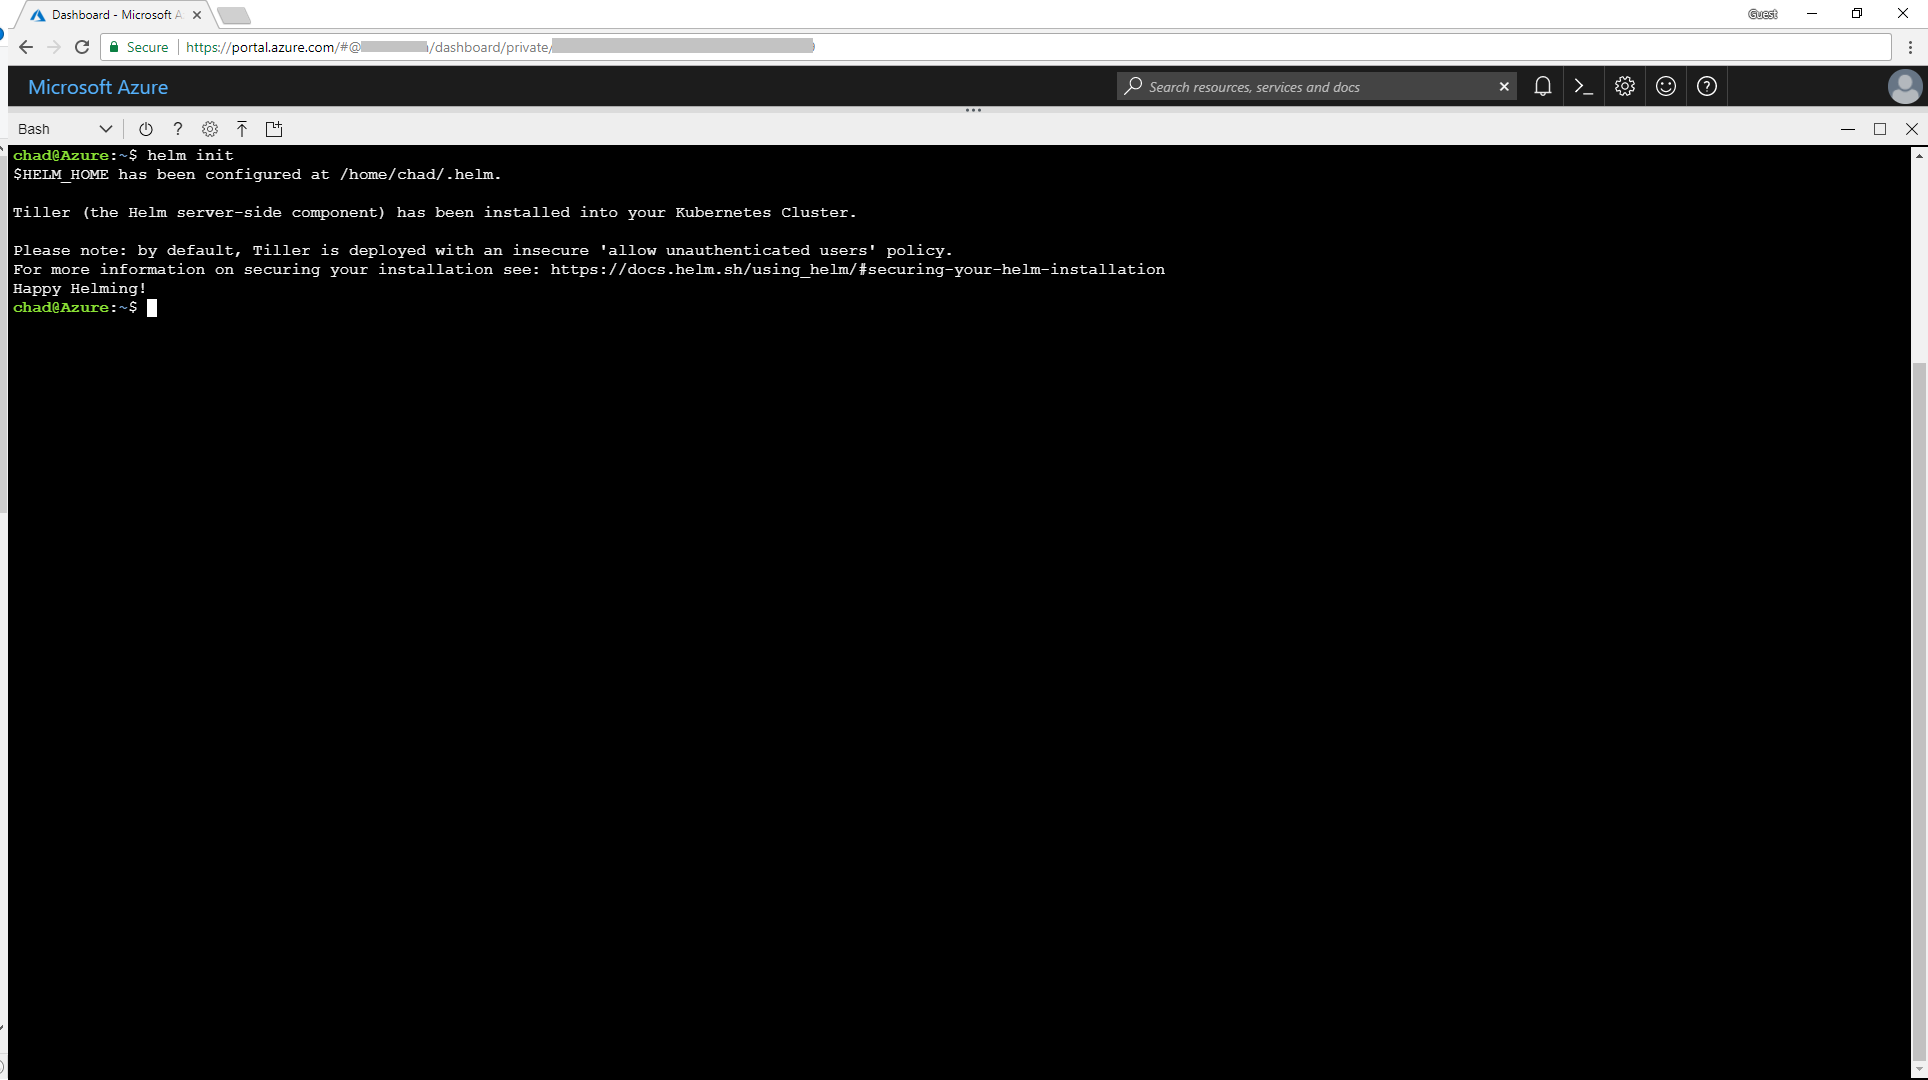 Dashboard - Microsoft A
Guest
Secure
https://portal.azure.com/#@ /dashboard/private/
Microsoft Azure
Search resources, services and docs
Bash
chad@Azure:~$ helm init
$HELM_HOME has been configured at /home/chad/.helm.
Tiller (the Helm server-side component) has been installed into your Kubernetes Cluster.
Please note: by default, Tiller is deployed with an insecure 'allow unauthenticated users' policy.
For more information on securing your installation see: https://docs.helm.sh/using_helm/#securing-your-helm-installation
Happy Helming!
chad@Azure:~$